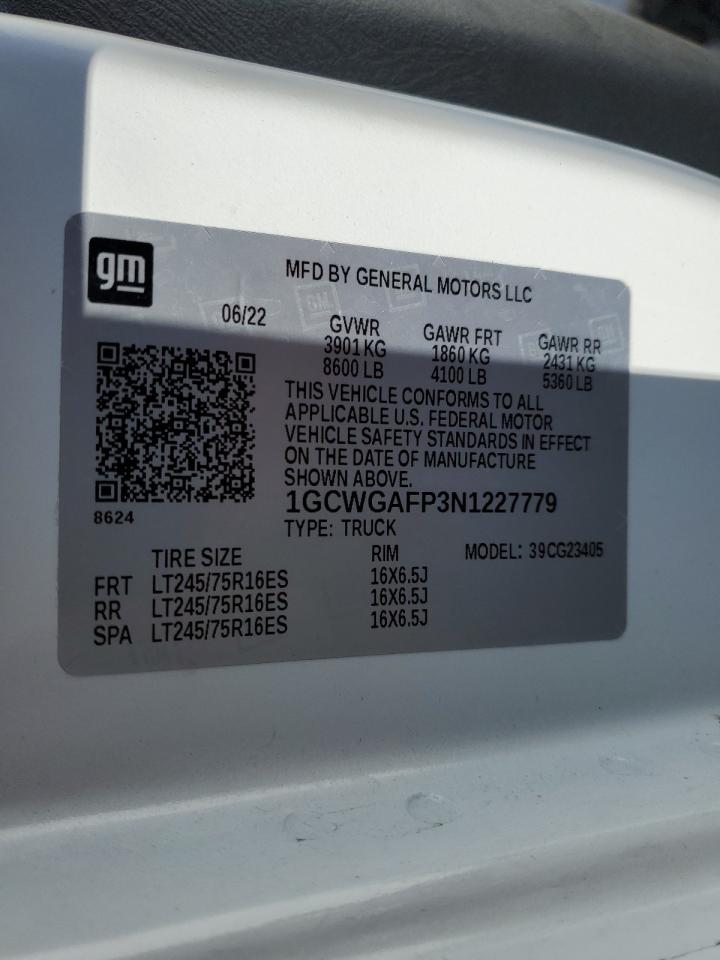 gm
MFD BY GENERAL MOTORS LLC
06/22 GVWR GAWR FRT GAWR RR
3901 KG 1860 KG 2431 KG
8600 LB 4100 LB 5360 LB
THIS VEHICLE CONFORMS TO ALL
APPLICABLE U.S. FEDERAL MOTOR
VEHICLE SAFETY STANDARDS IN EFFECT
ON THE DATE OF MANUFACTURE
SHOWN ABOVE.
8624
1GCWGAFP3N1227779
TYPE: TRUCK
TIRE SIZE RIM MODEL: 39CG23405
FRT LT245/75R16ES 16X6.5J
RR LT245/75R16ES 16X6.5J
SPA LT245/75R16ES 16X6.5J